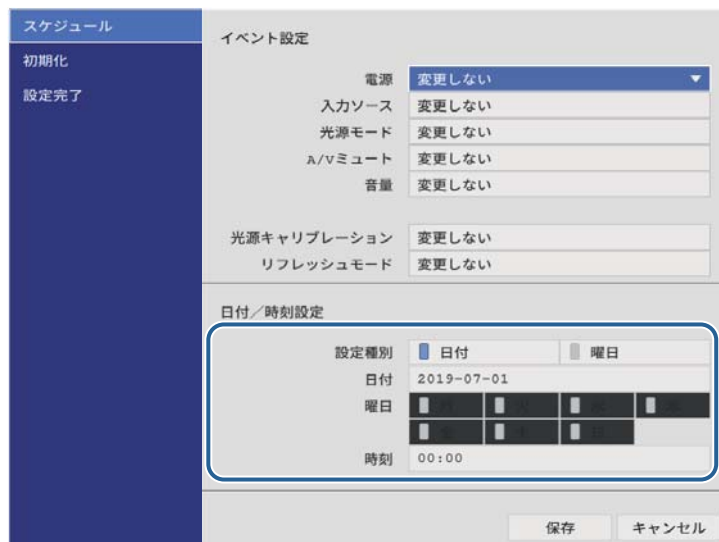 スケジュール
初期化
設定完了
イベント設定
電源 変更しない
入力ソース 変更しない
光源モード 変更しない
A/Vミュート 変更しない
音量 変更しない
光源キャリブレーション 変更しない
リフレッシュモード 変更しない
日付/時刻設定
設定種別 日付 曜日
日付 2019-07-01
曜日
時刻 00:00
保存 キャンセル